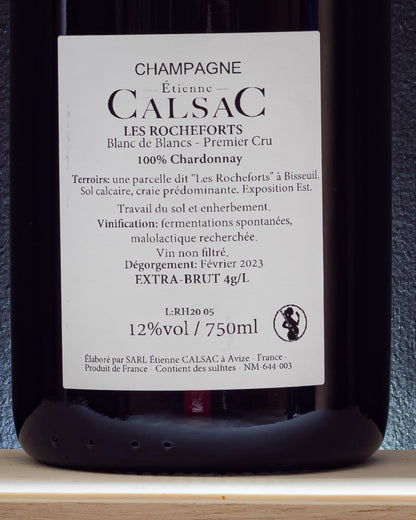 CHAMPAGNE
Étienne
CALSAC
LES ROCHEFORTS
Blanc de Blancs - Premier Cru
100% Chardonnay
Terroirs: une parcelle dit "Les Rocheforts" à Bisseuil.
Sol calcaire, craie prédominante. Exposition Est.
Travail du sol et enherbement.
Vinification: fermentations spontanées,
malolactique recherchée.
Vin non filtré.
Dégorgement: Février 2023
EXTRA-BRUT 4g/L
L:RH20 05
12%vol / 750ml
Élaboré par SARL Étienne CALSAC à Avize - France -
Produit de France - Contient des sulfites - NM-644-003